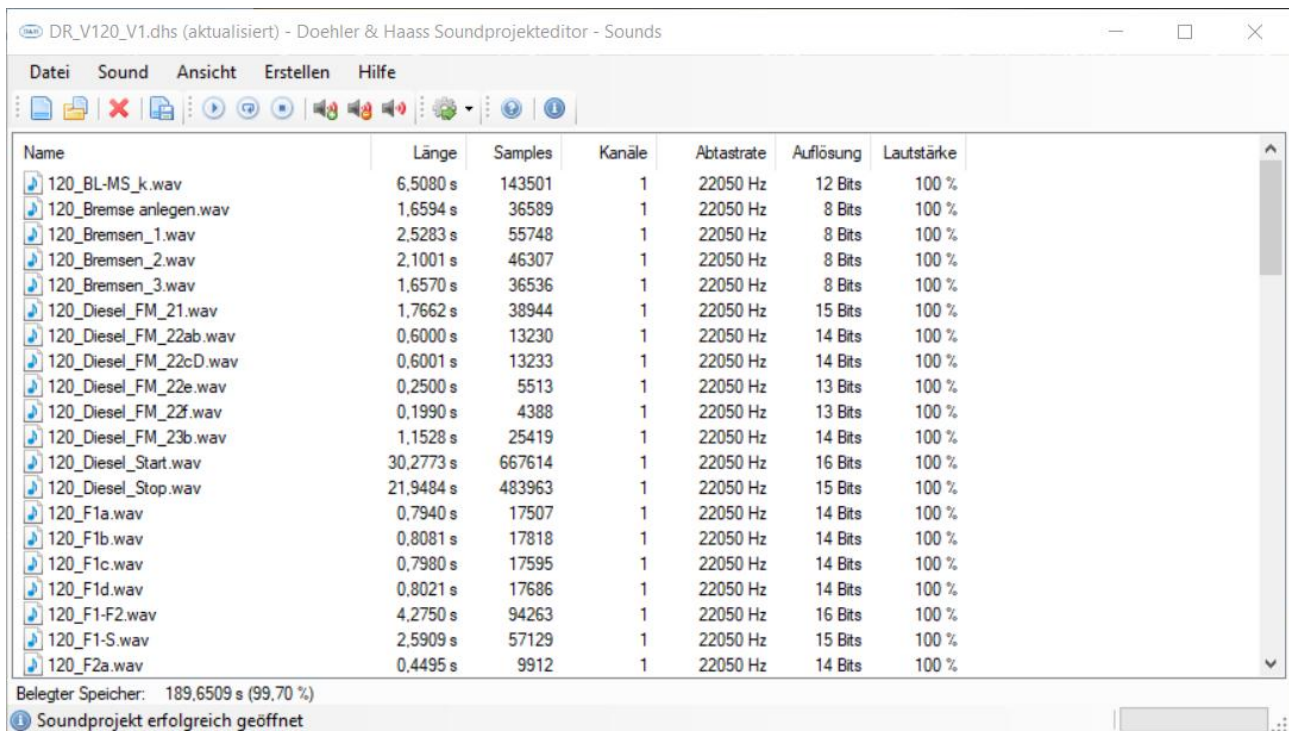 D&H DR_V120_V1.dhs (aktualisiert) - Doehler & Haass Soundprojekteditor - Sounds
Datei Sound Ansicht Erstellen Hilfe
Name Länge Samples Kanäle Abtastrate Auflösung Lautstärke
120_BL-MS_k.wav 6,5080 s 143501 1 22050 Hz 12 Bits 100 %
120_Bremse anlegen.wav 1,6594 s 36589 1 22050 Hz 8 Bits 100 %
120_Bremsen_1.wav 2,5283 s 55748 1 22050 Hz 8 Bits 100 %
120_Bremsen_2.wav 2,1001 s 46307 1 22050 Hz 8 Bits 100 %
120_Bremsen_3.wav 1,6570 s 36536 1 22050 Hz 8 Bits 100 %
120_Diesel_FM_21.wav 1,7662 s 38944 1 22050 Hz 15 Bits 100 %
120_Diesel_FM_22ab.wav 0,6000 s 13230 1 22050 Hz 14 Bits 100 %
120_Diesel_FM_22cD.wav 0,6001 s 13233 1 22050 Hz 14 Bits 100 %
120_Diesel_FM_22e.wav 0,2500 s 5513 1 22050 Hz 13 Bits 100 %
120_Diesel_FM_22f.wav 0,1990 s 4388 1 22050 Hz 13 Bits 100 %
120_Diesel_FM_23b.wav 1,1528 s 25419 1 22050 Hz 14 Bits 100 %
120_Diesel_Start.wav 30,2773 s 667614 1 22050 Hz 16 Bits 100 %
120_Diesel_Stop.wav 21,9484 s 483963 1 22050 Hz 15 Bits 100 %
120_F1a.wav 0,7940 s 17507 1 22050 Hz 14 Bits 100 %
120_F1b.wav 0,8081 s 17818 1 22050 Hz 14 Bits 100 %
120_F1c.wav 0,7980 s 17595 1 22050 Hz 14 Bits 100 %
120_F1d.wav 0,8021 s 17686 1 22050 Hz 14 Bits 100 %
120_F1-F2.wav 4,2750 s 94263 1 22050 Hz 16 Bits 100 %
120_F1-S.wav 2,5909 s 57129 1 22050 Hz 15 Bits 100 %
120_F2a.wav 0,4495 s 9912 1 22050 Hz 14 Bits 100 %
Belegter Speicher: 189,6509 s (99,70 %)
Soundprojekt erfolgreich geöffnet